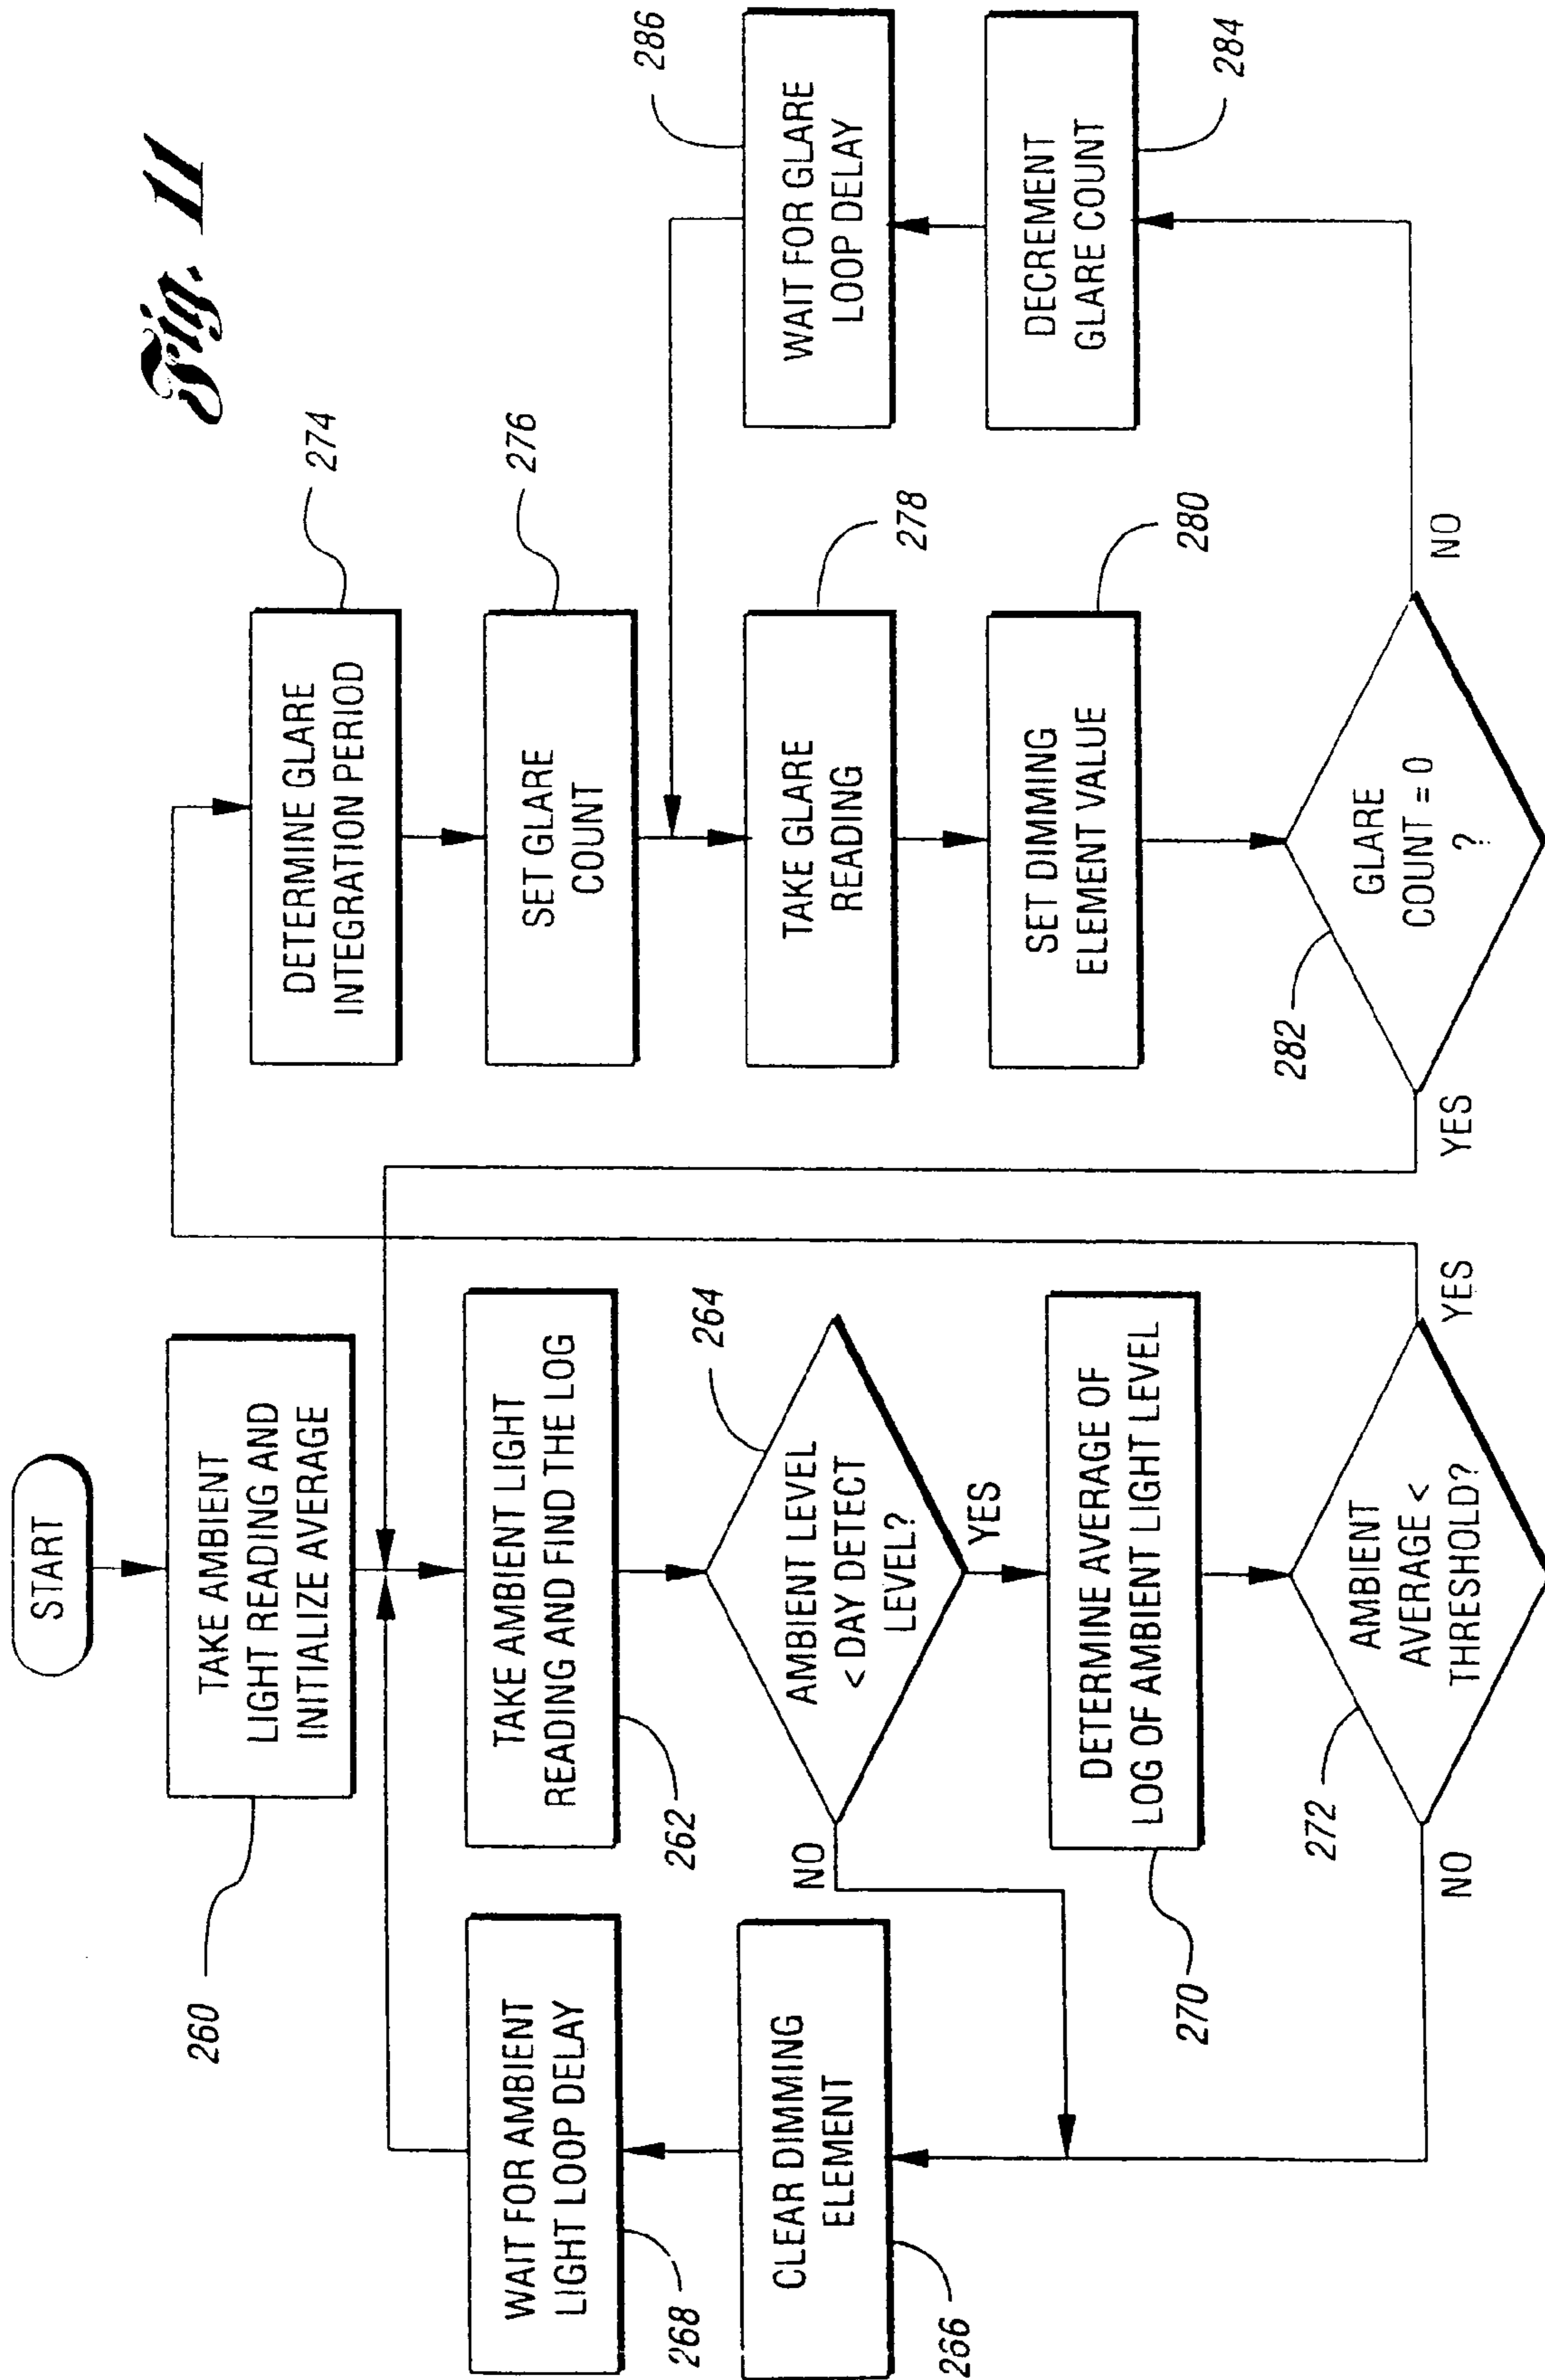 Fig. 11
START
TAKE AMBIENT
LIGHT READING AND
INITIALIZE AVERAGE
260
TAKE AMBIENT LIGHT
READING AND FIND THE LOG
262
AMBIENT LEVEL
< DAY DETECT
LEVEL?
264
NO
YES
WAIT FOR AMBIENT
LIGHT LOOP DELAY
268
CLEAR DIMMING
ELEMENT
266
DETERMINE AVERAGE OF
LOG OF AMBIENT LIGHT LEVEL
270
AMBIENT
AVERAGE <
THRESHOLD?
272
NO
YES
DETERMINE GLARE
INTEGRATION PERIOD
274
SET GLARE
COUNT
276
TAKE GLARE
READING
278
SET DIMMING
ELEMENT VALUE
280
GLARE
COUNT = 0
?
282
YES
NO
WAIT FOR GLARE
LOOP DELAY
286
DECREMENT
GLARE COUNT
284